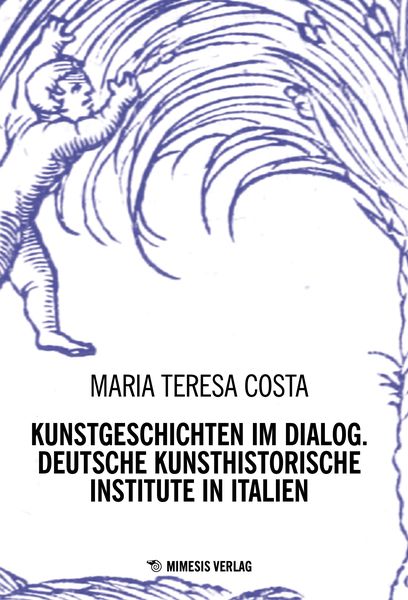 MARIA TERESA COSTA
KUNSTGESCHICHTEN IM DIALOG.
DEUTSCHE KUNSTHISTORISCHE
INSTITUTE IN ITALIEN
MIMESIS VERLAG